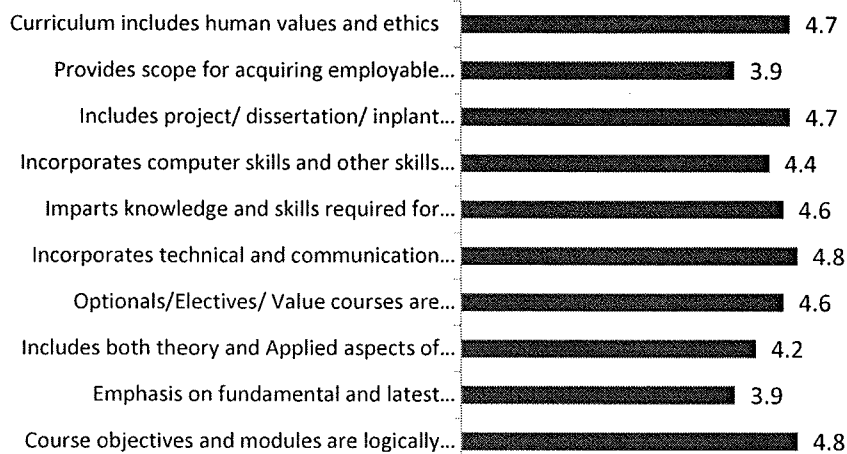 Curriculum includes human values and ethics 4.7
Provides scope for acquiring employable... 3.9
Includes project/ dissertation/ inplant... 4.7
Incorporates computer skills and other skills... 4.4
Imparts knowledge and skills required for... 4.6
Incorporates technical and communication... 4.8
Optionals/Electives/ Value courses are... 4.6
Includes both theory and Applied aspects of... 4.2
Emphasis on fundamental and latest... 3.9
Course objectives and modules are logically... 4.8